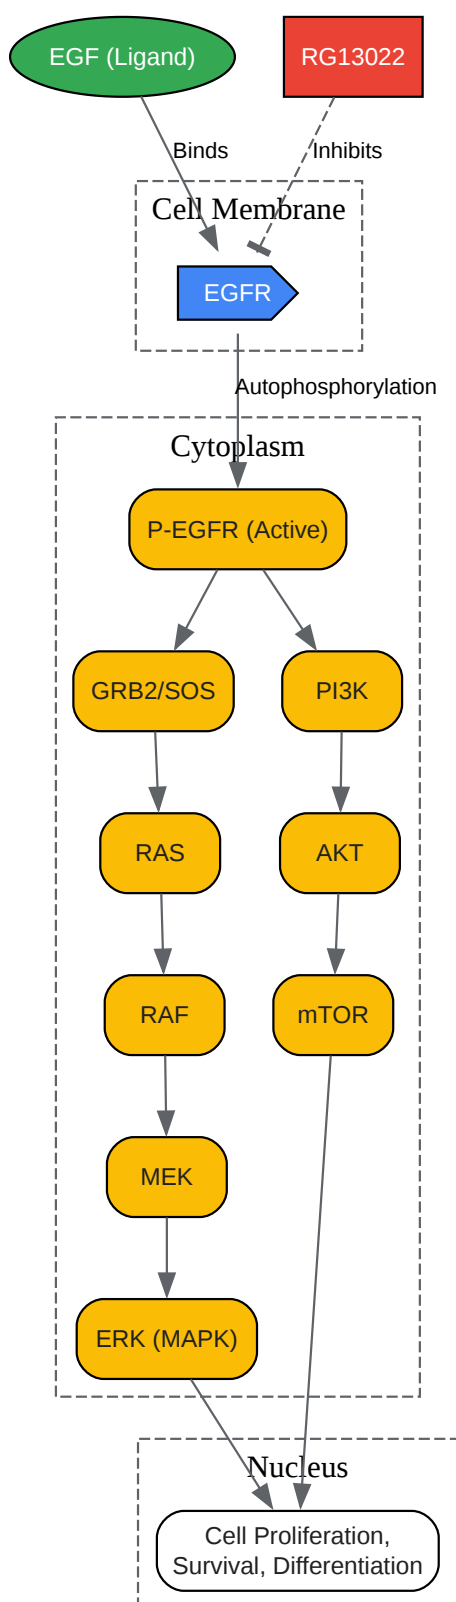 EGF (Ligand)
RG13022
Binds
Inhibits
Cell Membrane
EGFR
Autophosphorylation
Cytoplasm
P-EGFR (Active)
GRB2/SOS
PI3K
RAS
AKT
RAF
mTOR
MEK
ERK (MAPK)
Nucleus
Cell Proliferation,
Survival, Differentiation